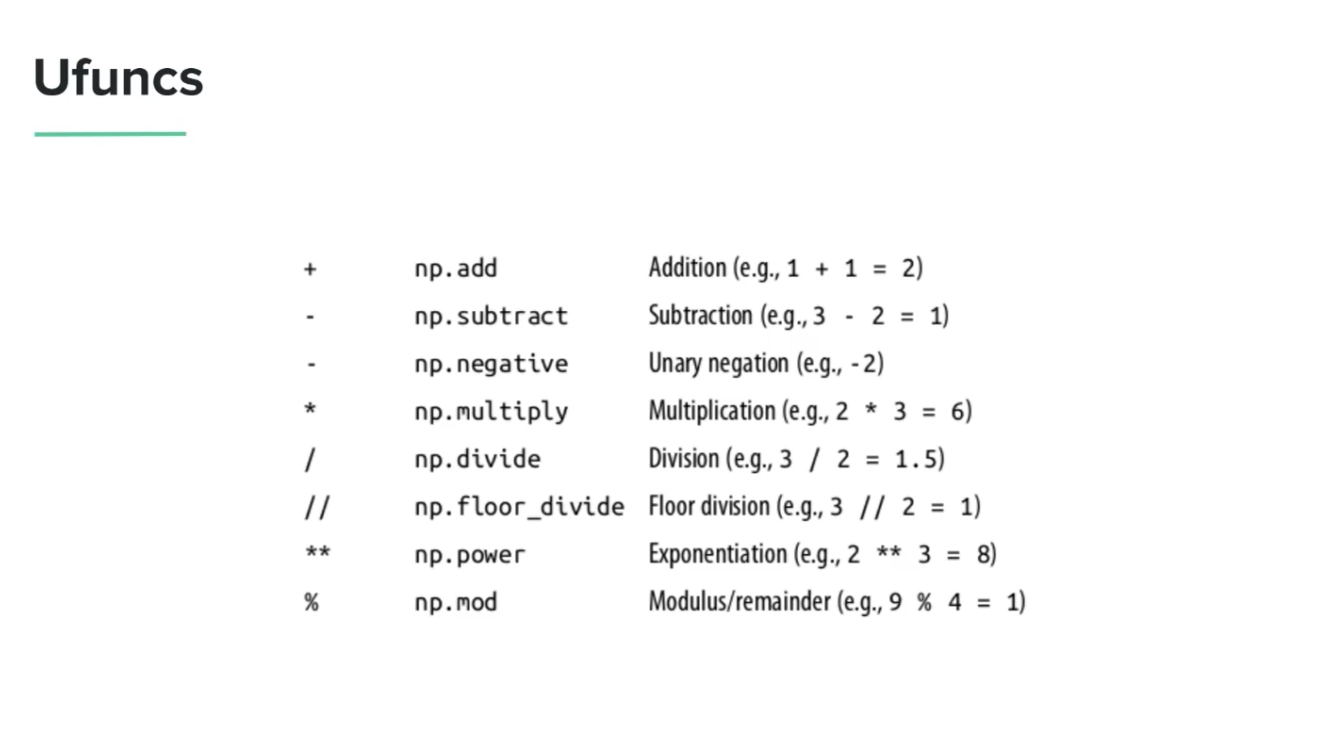 Ufuncs
+ np.add Addition (e.g., 1 + 1 = 2)
- np.subtract Subtraction (e.g., 3 - 2 = 1)
- np.negative Unary negation (e.g., -2)
* np.multiply Multiplication (e.g., 2 * 3 = 6)
/ np.divide Division (e.g., 3 / 2 = 1.5)
// np.floor_divide Floor division (e.g., 3 // 2 = 1)
** np.power Exponentiation (e.g., 2 ** 3 = 8)
% np.mod Modulus/remainder (e.g., 9 % 4 = 1)